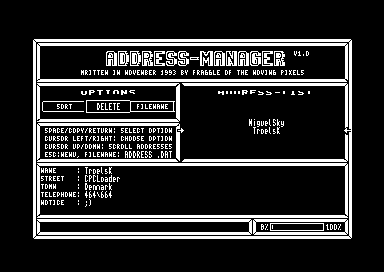 ADDRESS-MANAGER V1.0
WRITTEN IN NOVEMBER 1993 BY FRAGGLE OF THE MOVING PIXELS
OPTIONS
SORT DELETE FILENAME
SPACE/COPY/RETURN: SELECT OPTION
CURSOR LEFT/RIGHT: CHOOSE OPTION
CURSOR UP/DOWN: SCROLL ADDRESSES
ESC:MENU, FILENAME: ADDRESS .DAT
ADDRESS-LIST
MiguelSky
TroelsK
NAME : TroelsK
STREET : CPCLoader
TOWN : Denmark
TELEPHONE: 464\664
NOTICE : ;)
0% 100%